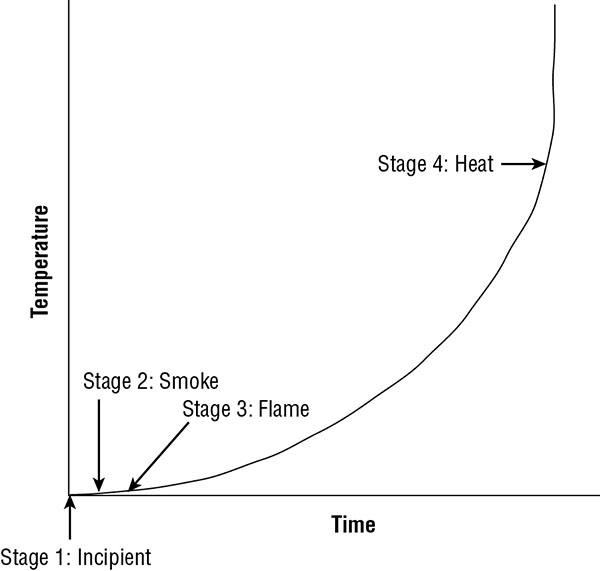 Stage 4: Heat
Temperature
Stage 2: Smoke
Stage 3: Flame
Time
Stage 1: Incipient